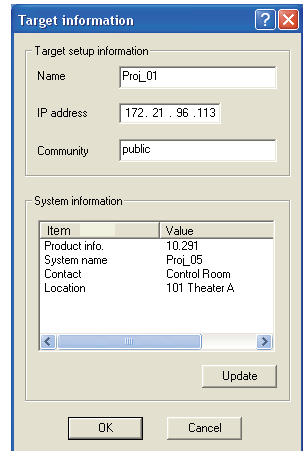 Target information
Target setup information
Name Proj_01
IP address 172. 21 . 96 .113
Community public
System information
Item Value
Product info. 10.291
System name Proj_05
Contact Control Room
Location 101 Theater A
Update
OK Cancel